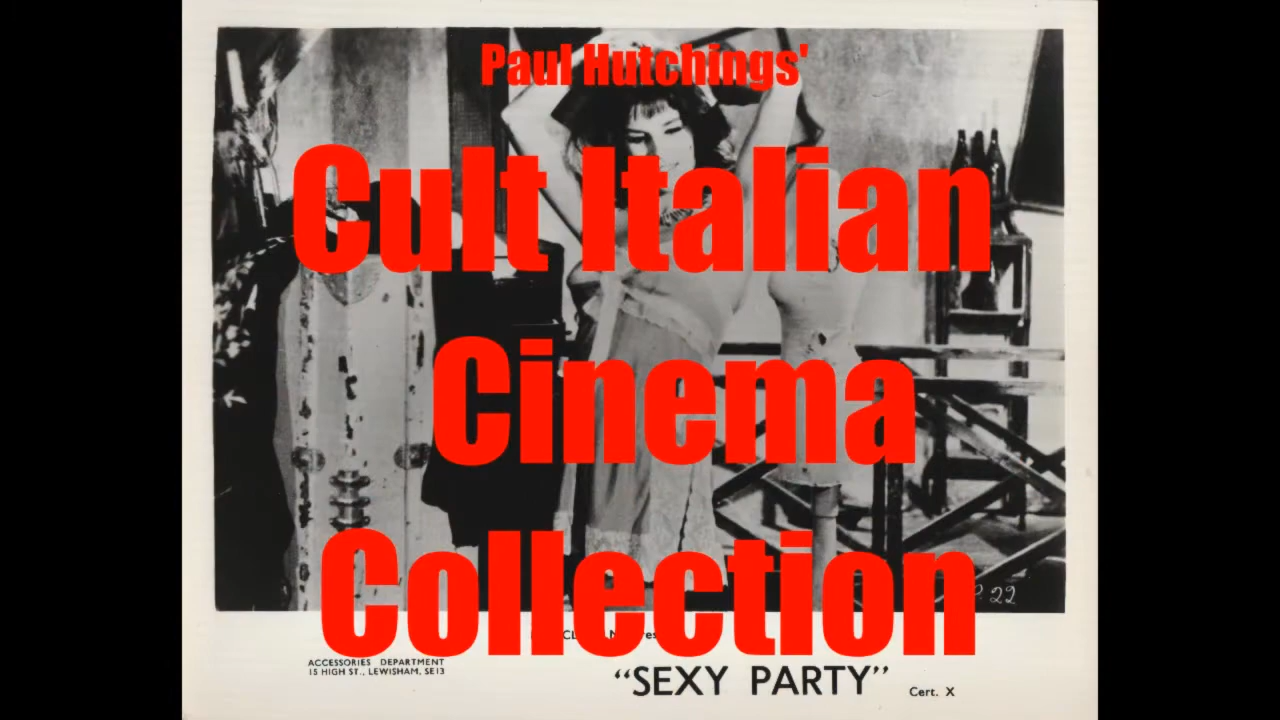 Paul Hutchings'
Cult Italian
Cinema
Collection
22
ACCESSORIES DEPARTMENT
15 HIGH ST., LEWISHAM, SE13
“SEXY PARTY”
Cert. X